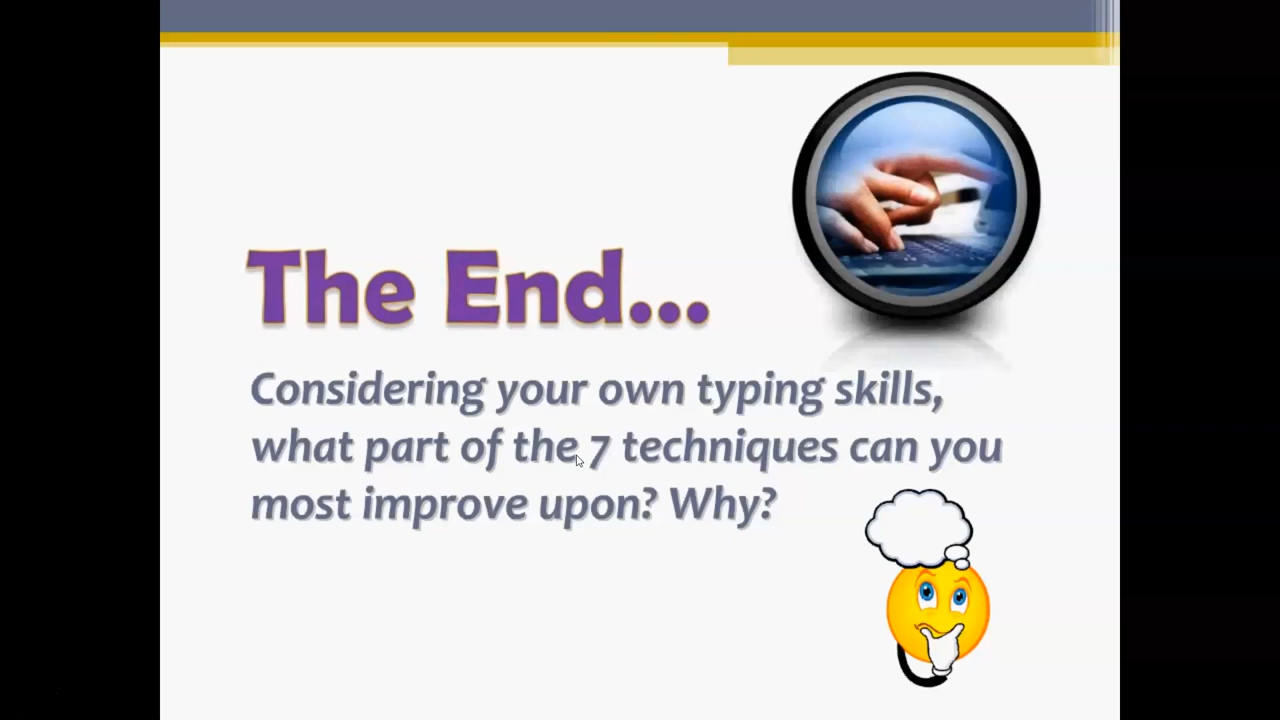 The End...
Considering your own typing skills,
what part of the 7 techniques can you
most improve upon? Why?